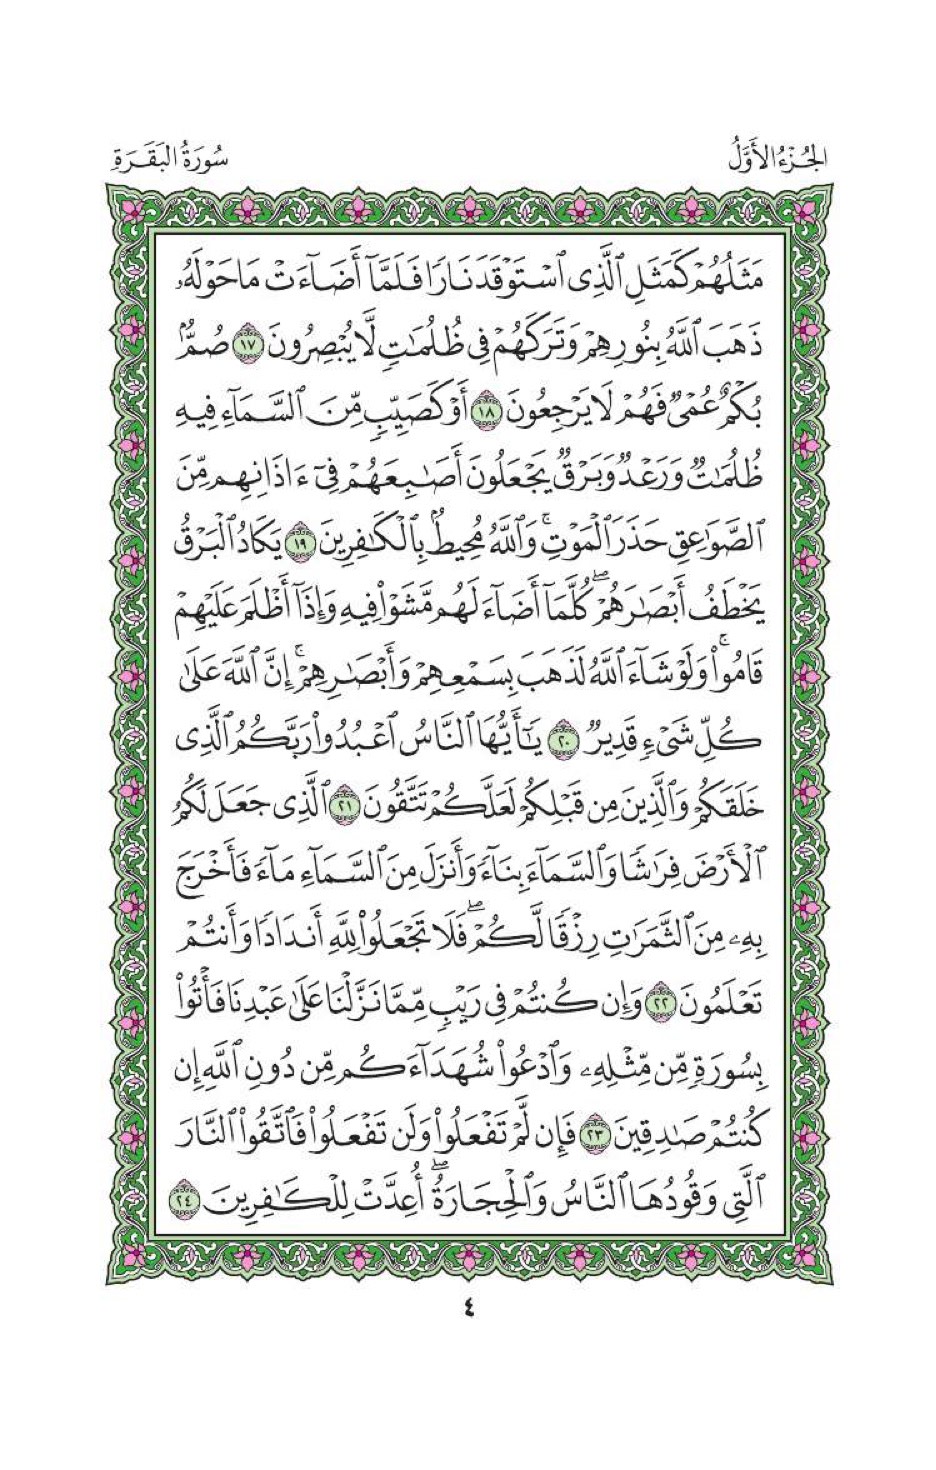 الجُزْءُ الأَوَّلُ
سُورَةُ البَقَرَةِ
مَثَلُهُمْ كَمَثَلِ ٱلَّذِى ٱسْتَوْقَدَ نَارًا فَلَمَّآ أَضَآءَتْ مَا حَوْلَهُۥ
ذَهَبَ ٱللَّهُ بِنُورِهِمْ وَتَرَكَهُمْ فِى ظُلُمَٰتٍ لَّا يُبْصِرُونَ ١٧ صُمٌّۢ
بُكْمٌ عُمْىٌ فَهُمْ لَا يَرْجِعُونَ ١٨ أَوْ كَصَيِّبٍ مِّنَ ٱلسَّمَآءِ فِيهِ
ظُلُمَٰتٌ وَرَعْدٌ وَبَرْقٌ يَجْعَلُونَ أَصَٰبِعَهُمْ فِىٓ ءَاذَانِهِم مِّنَ
ٱلصَّوَٰعِقِ حَذَرَ ٱلْمَوْتِۚ وَٱللَّهُ مُحِيطٌۢ بِٱلْكَٰفِرِينَ ١٩ يَكَادُ ٱلْبَرْقُ
يَخْطَفُ أَبْصَٰرَهُمْۖ كُلَّمَآ أَضَآءَ لَهُم مَّشَوْا۟ فِيهِ وَإِذَآ أَظْلَمَ عَلَيْهِمْ
قَامُوا۟ۚ وَلَوْ شَآءَ ٱللَّهُ لَذَهَبَ بِسَمْعِهِمْ وَأَبْصَٰرِهِمْۚ إِنَّ ٱللَّهَ عَلَىٰ
كُلِّ شَىْءٍ قَدِيرٌ ٢٠ يَٰٓأَيُّهَا ٱلنَّاسُ ٱعْبُدُوا۟ رَبَّكُمُ ٱلَّذِى
خَلَقَكُمْ وَٱلَّذِينَ مِن قَبْلِكُمْ لَعَلَّكُمْ تَتَّقُونَ ٢١ ٱلَّذِى جَعَلَ لَكُمُ
ٱلْأَرْضَ فِرَٰشًا وَٱلسَّمَآءَ بِنَآءً وَأَنزَلَ مِنَ ٱلسَّمَآءِ مَآءً فَأَخْرَجَ
بِهِۦ مِنَ ٱلثَّمَرَٰتِ رِزْقًا لَّكُمْۖ فَلَا تَجْعَلُوا۟ لِلَّهِ أَندَادًا وَأَنتُمْ
تَعْلَمُونَ ٢٢ وَإِن كُنتُمْ فِى رَيْبٍ مِّمَّا نَزَّلْنَا عَلَىٰ عَبْدِنَا فَأْتُوا۟
بِسُورَةٍ مِّن مِّثْلِهِۦ وَٱدْعُوا۟ شُهَدَآءَكُم مِّن دُونِ ٱللَّهِ إِن
كُنتُمْ صَٰدِقِينَ ٢٣ فَإِن لَّمْ تَفْعَلُوا۟ وَلَن تَفْعَلُوا۟ فَٱتَّقُوا۟ ٱلنَّارَ
ٱلَّتِى وَقُودُهَا ٱلنَّاسُ وَٱلْحِجَارَةُۖ أُعِدَّتْ لِلْكَٰفِرِينَ ٢٤
٤